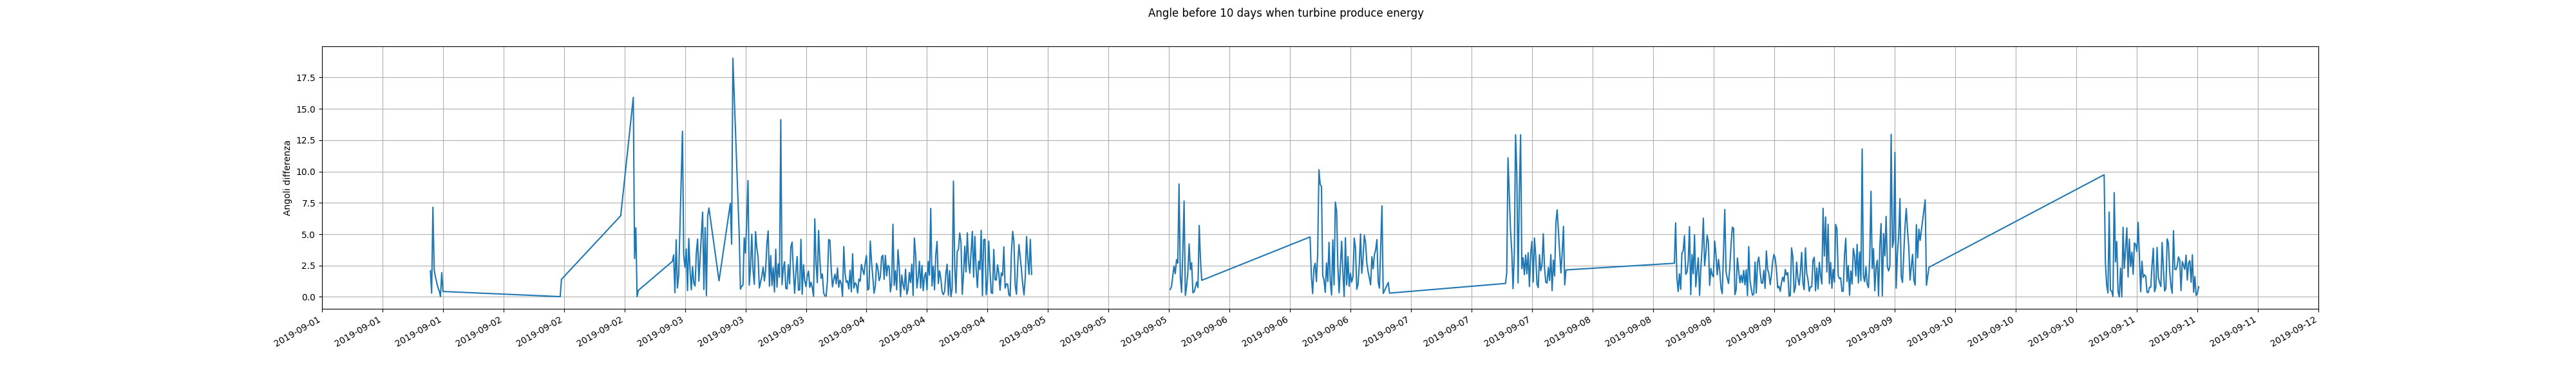 Angle before 10 days when turbine produce energy
17.5
15.0
12.5
10.0
7.5
5.0
2.5
0.0
Angoli differenza
2019-09-01 2019-09-01 2019-09-01 2019-09-02 2019-09-02 2019-09-02 2019-09-03 2019-09-03 2019-09-03 2019-09-04 2019-09-04 2019-09-04 2019-09-05 2019-09-05 2019-09-05 2019-09-06 2019-09-06 2019-09-06 2019-09-07 2019-09-07 2019-09-07 2019-09-08 2019-09-08 2019-09-08 2019-09-09 2019-09-09 2019-09-09 2019-09-10 2019-09-10 2019-09-10 2019-09-11 2019-09-11 2019-09-11 2019-09-12